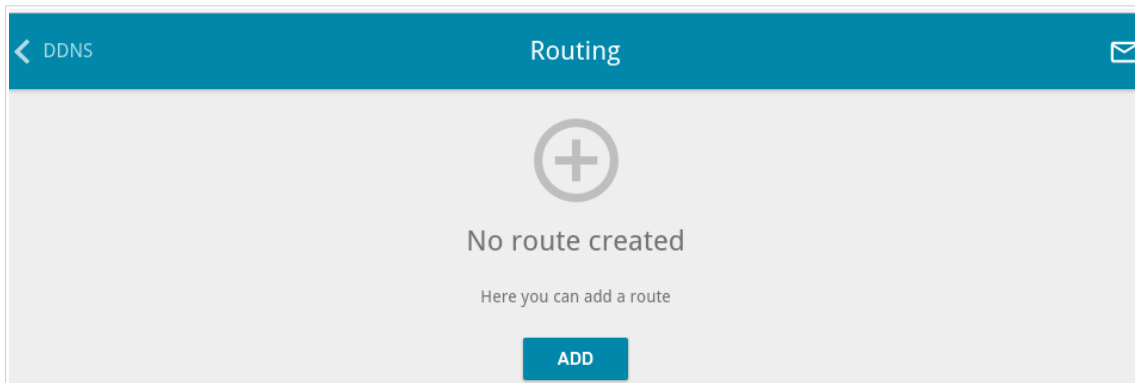 DDNS
Routing
No route created
Here you can add a route
ADD